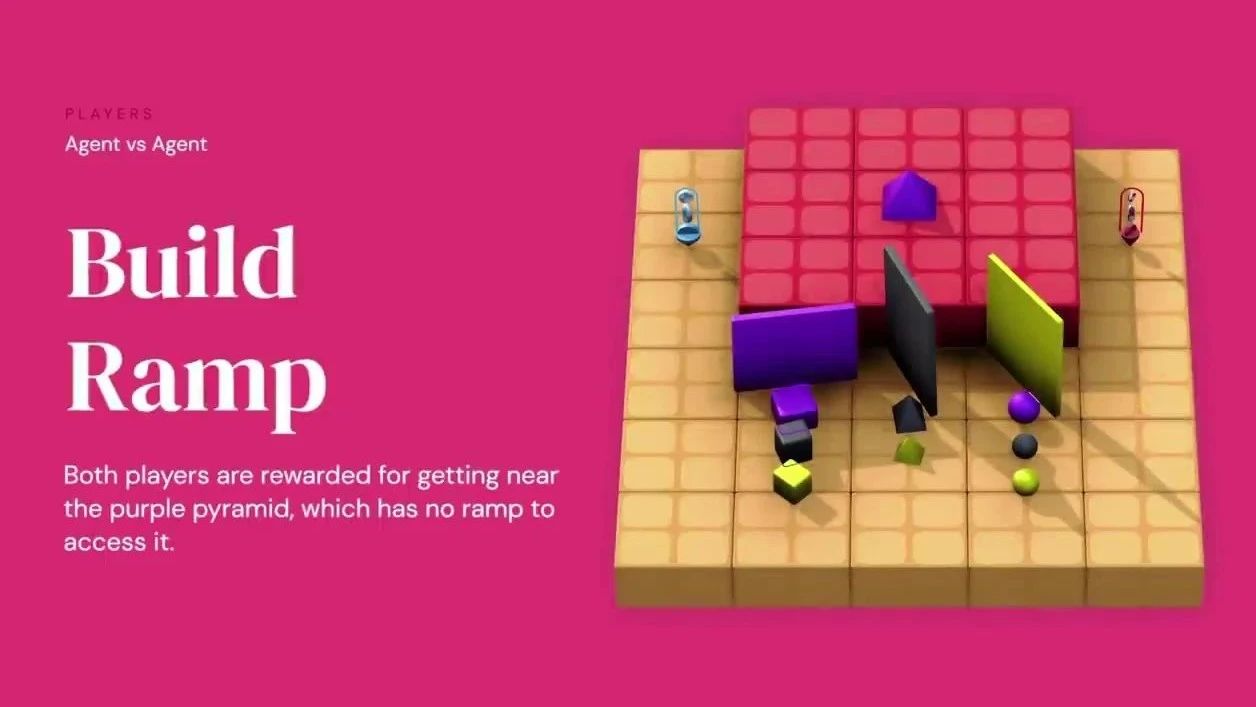 PLAYERS
Agent vs Agent
Build
Ramp
Both players are rewarded for getting near
the purple pyramid, which has no ramp to
access it.